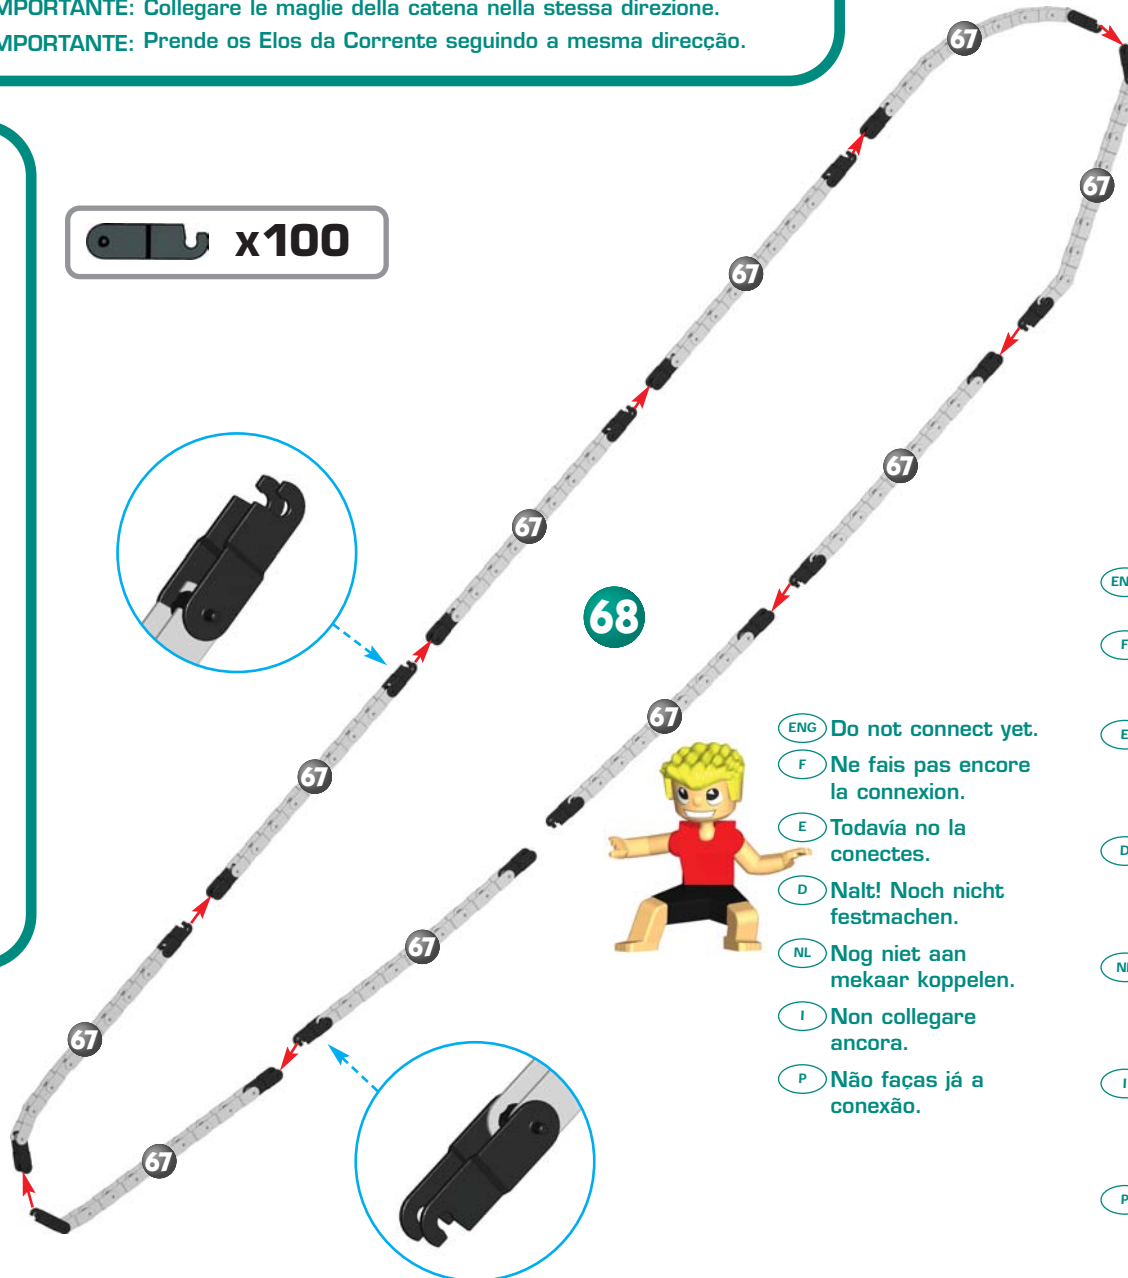 MPORTANTE: Collegare le maglie della catena nella stessa direzione.
MPORTANTE: Prende os Elos da Corrente seguindo a mesma direcção.
x100
67
67
67
67
67
67
68
67
67
67
67
67
ENG Do not connect yet.
F Ne fais pas encore
la connexion.
E Todavía no la
conectes.
D Nalt! Noch nicht
festmachen.
NL Nog niet aan
mekaar koppelen.
I Non collegare
ancora.
P Não faças já a
conexão.
EN
F
E
D
NL
I
P